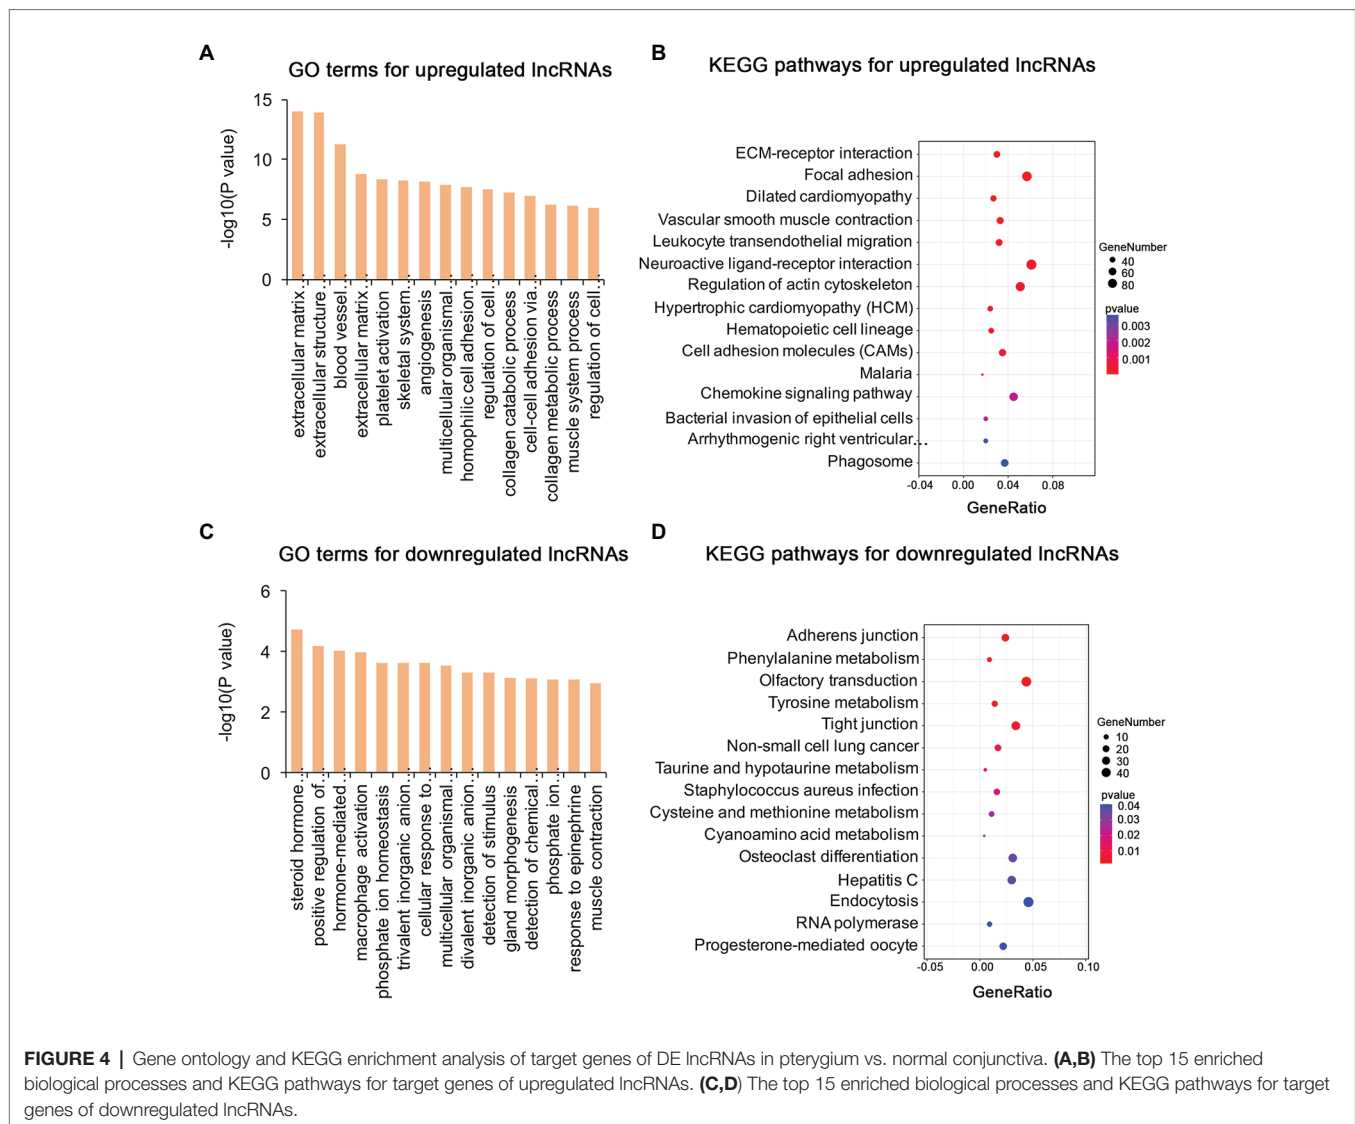 A
GO terms for upregulated lncRNAs
-log10(P value)
15
10
5
0
extracellular matrix...
extracellular structure...
blood vessel...
extracellular matrix...
platelet activation
skeletal system...
angiogenesis
multicellular organismal...
homophilic cell adhesion...
regulation of cell...
collagen catabolic process
cell-cell adhesion via...
collagen metabolic process
muscle system process
regulation of cell...
B
KEGG pathways for upregulated lncRNAs
ECM-receptor interaction
Focal adhesion
Dilated cardiomyopathy
Vascular smooth muscle contraction
Leukocyte transendothelial migration
Neuroactive ligand-receptor interaction
Regulation of actin cytoskeleton
Hypertrophic cardiomyopathy (HCM)
Hematopoietic cell lineage
Cell adhesion molecules (CAMs)
Malaria
Chemokine signaling pathway
Bacterial invasion of epithelial cells
Arrhythmogenic right ventricular...
Phagosome
-0.04 0.00 0.04 0.08
GeneRatio
GeneNumber
40
60
80
pvalue
0.003
0.002
0.001
C
GO terms for downregulated lncRNAs
-log10(P value)
6
4
2
0
steroid hormone...
positive regulation of...
hormone-mediated...
macrophage activation
phosphate ion homeostasis
trivalent inorganic anion...
cellular response to...
multicellular organismal...
divalent inorganic anion...
detection of stimulus
gland morphogenesis
detection of chemical...
phosphate ion...
response to epinephrine
muscle contraction
D
KEGG pathways for downregulated lncRNAs
Adherens junction
Phenylalanine metabolism
Olfactory transduction
Tyrosine metabolism
Tight junction
Non-small cell lung cancer
Taurine and hypotaurine metabolism
Staphylococcus aureus infection
Cysteine and methionine metabolism
Cyanoamino acid metabolism
Osteoclast differentiation
Hepatitis C
Endocytosis
RNA polymerase
Progesterone-mediated oocyte
-0.05 0.00 0.05 0.10
GeneRatio
GeneNumber
10
20
30
40
pvalue
0.04
0.03
0.02
0.01
FIGURE 4 | Gene ontology and KEGG enrichment analysis of target genes of DE lncRNAs in pterygium vs. normal conjunctiva. (A,B) The top 15 enriched
biological processes and KEGG pathways for target genes of upregulated lncRNAs. (C,D) The top 15 enriched biological processes and KEGG pathways for target
genes of downregulated lncRNAs.